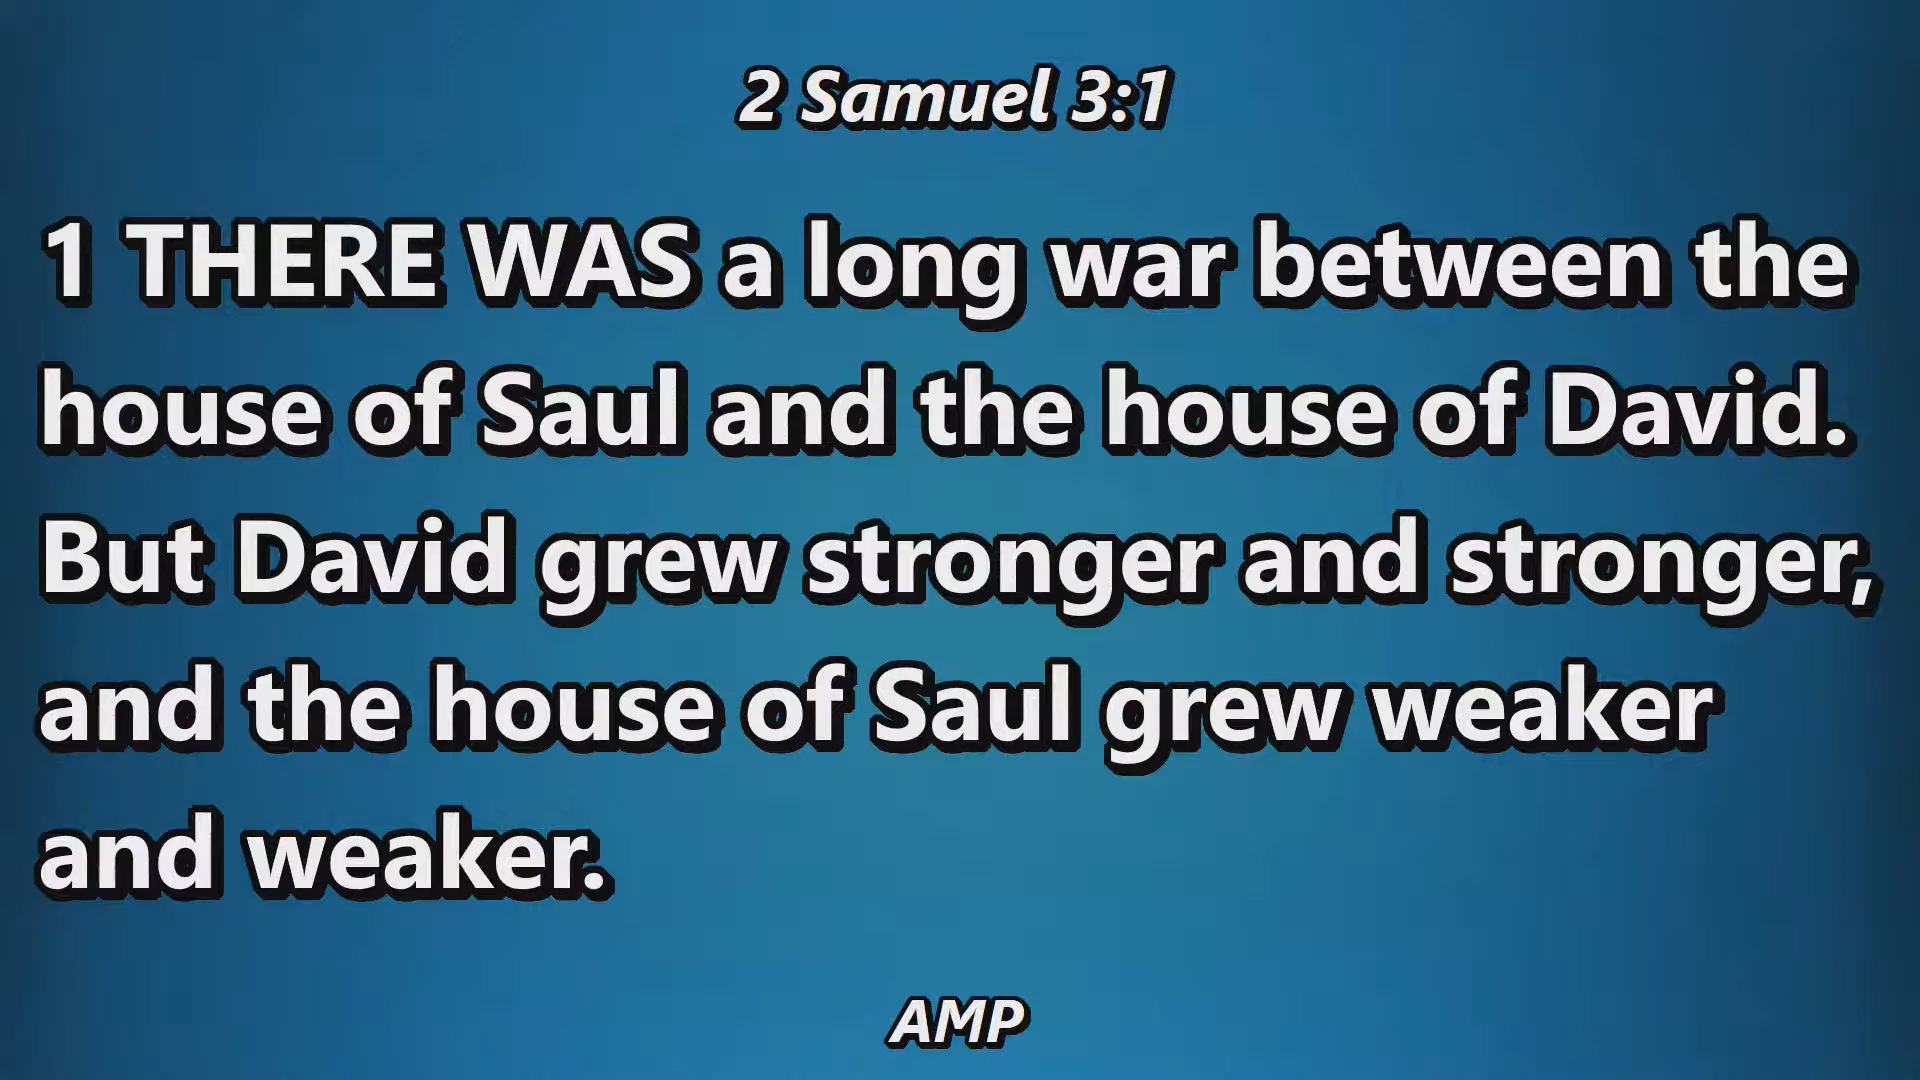 2 Samuel 3:1
1 THERE WAS a long war between the
house of Saul and the house of David.
But David grew stronger and stronger,
and the house of Saul grew weaker
and weaker.
AMP